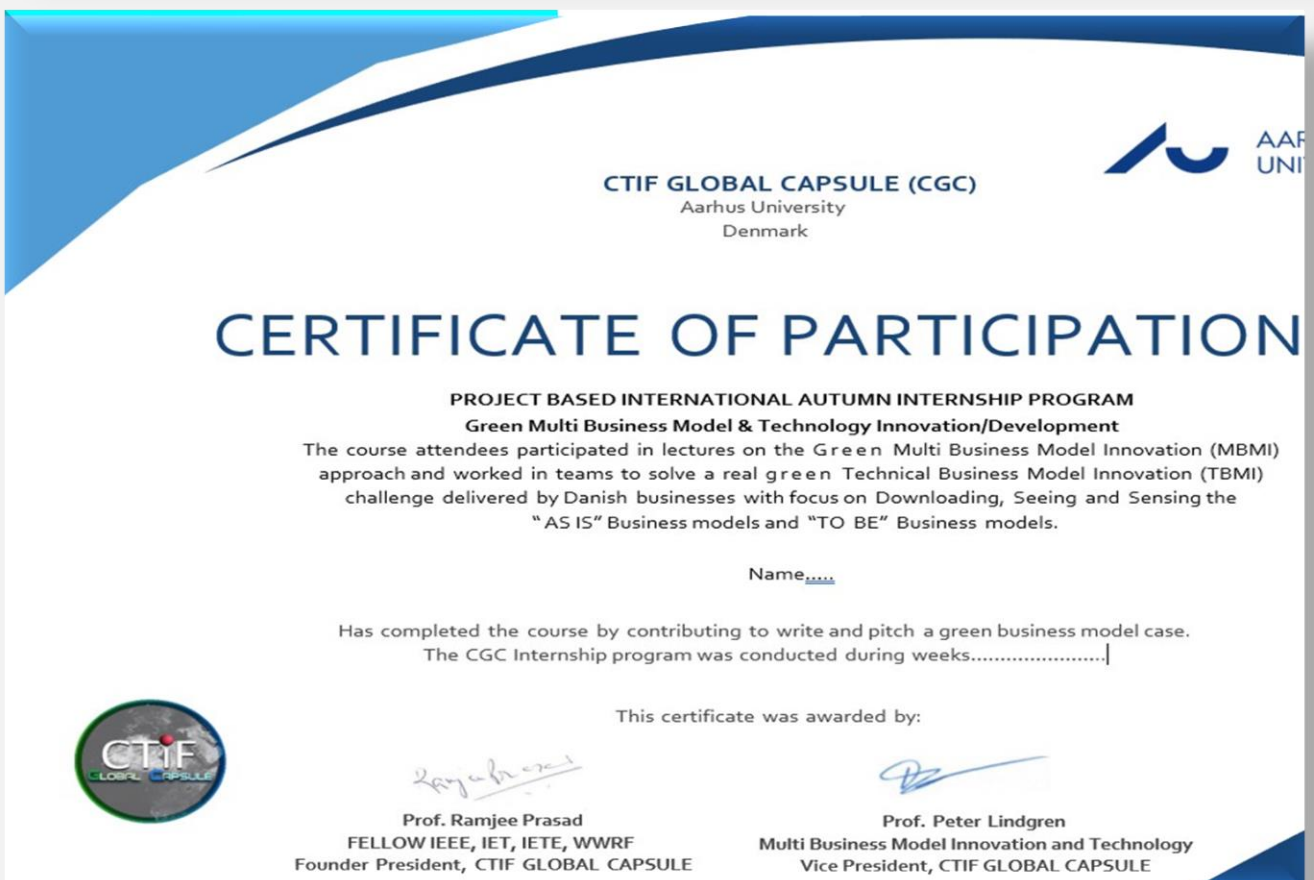 AAR
UNI
CTIF GLOBAL CAPSULE (CGC)
Aarhus University
Denmark
CERTIFICATE OF PARTICIPATION
PROJECT BASED INTERNATIONAL AUTUMN INTERNSHIP PROGRAM
Green Multi Business Model & Technology Innovation/Development
The course attendees participated in lectures on the Green Multi Business Model Innovation (MBMI)
approach and worked in teams to solve a real green Technical Business Model Innovation (TBMI)
challenge delivered by Danish businesses with focus on Downloading, Seeing and Sensing the
“AS IS” Business models and “TO BE” Business models.
Name.....
Has completed the course by contributing to write and pitch a green business model case.
The CGC Internship program was conducted during weeks.......................
This certificate was awarded by:
CTiF
GLOBAL CAPSULE
Prof. Ramjee Prasad
FELLOW IEEE, IET, IETE, WWRF
Founder President, CTIF GLOBAL CAPSULE
Prof. Peter Lindgren
Multi Business Model Innovation and Technology
Vice President, CTIF GLOBAL CAPSULE